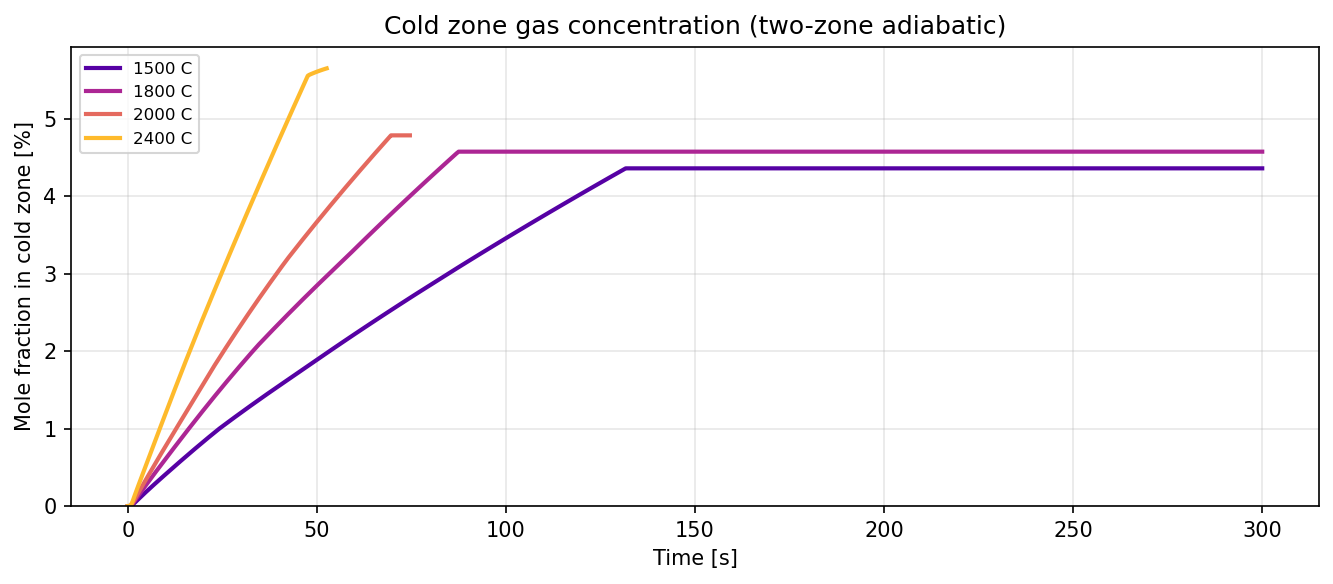 Cold zone gas concentration (two-zone adiabatic)
1500 C
1800 C
2000 C
2400 C
Mole fraction in cold zone [%]
5
4
3
2
1
0
0 50 100 150 200 250 300
Time [s]